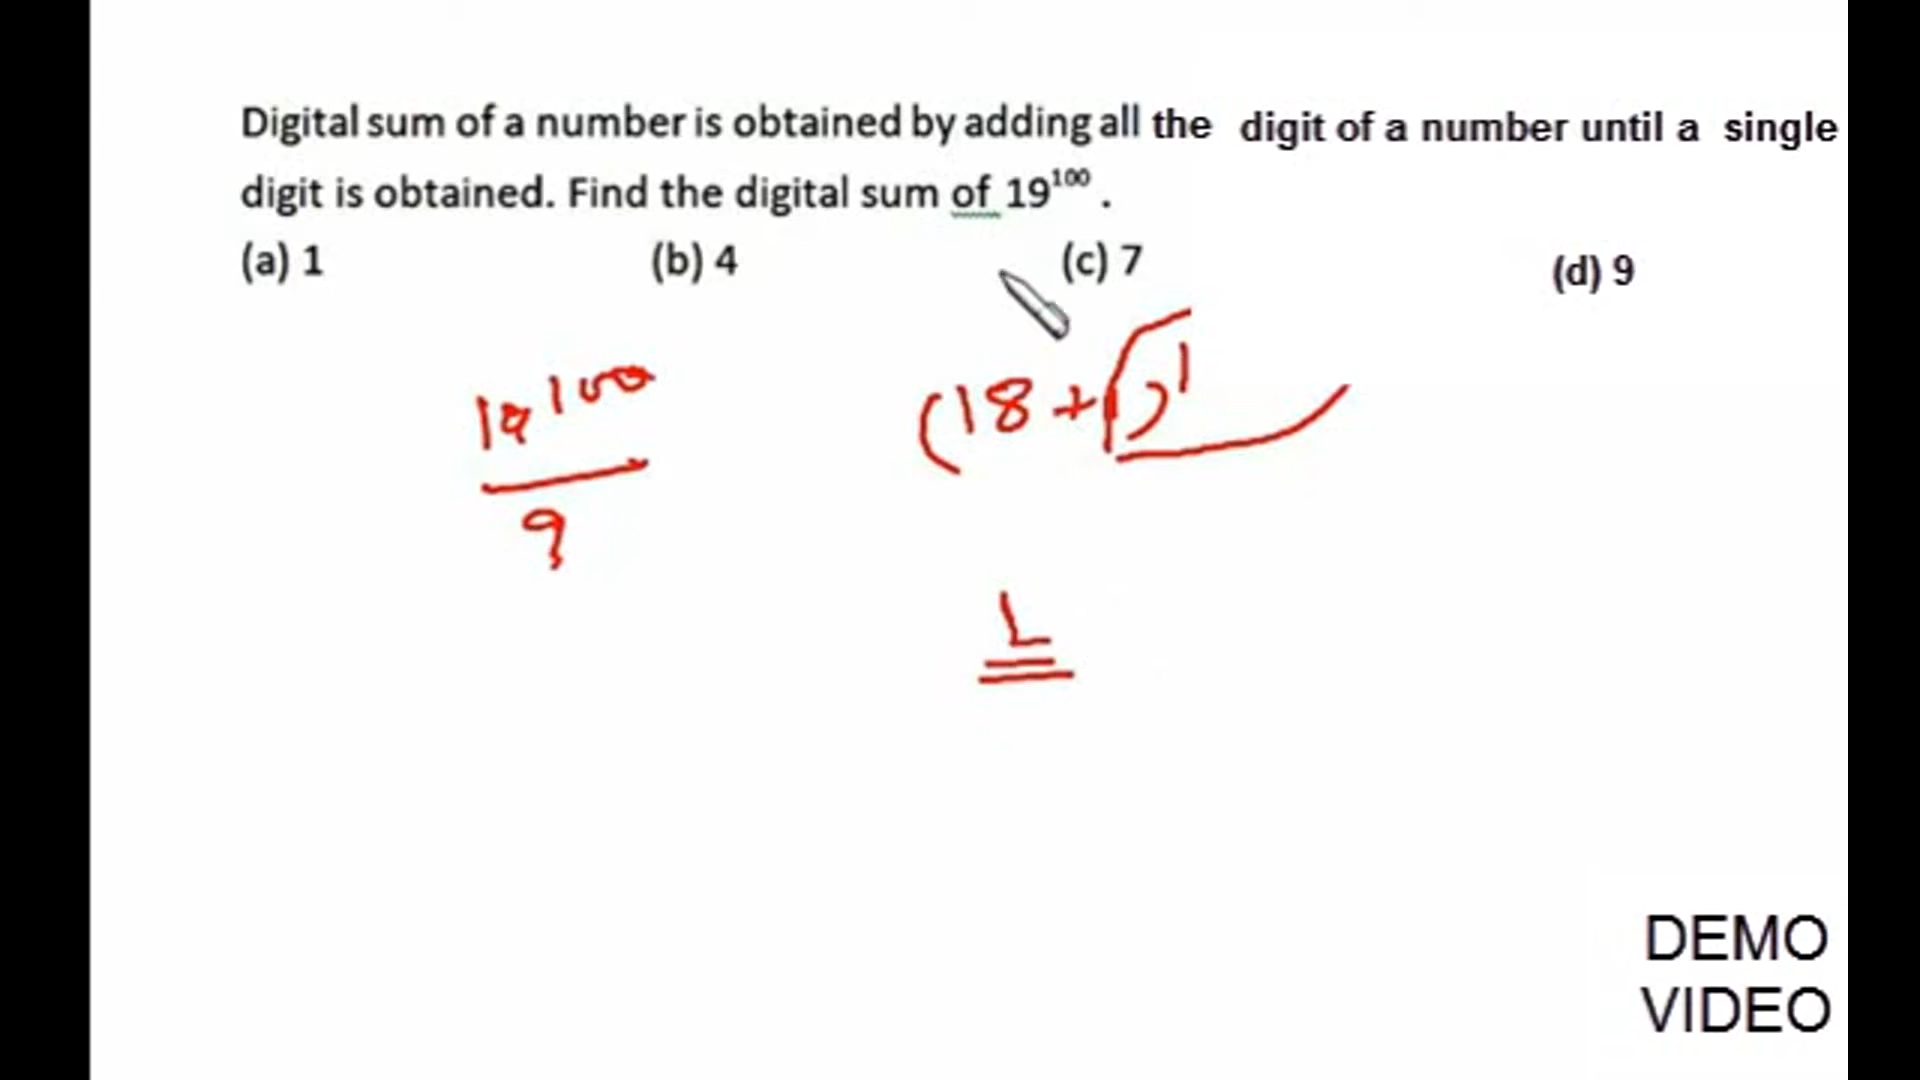 Digital sum of a number is obtained by adding all the digit of a number until a single
digit is obtained. Find the digital sum of 19¹⁰⁰ .
(a) 1 (b) 4 (c) 7 (d) 9
19¹⁰⁰ (18+1)¹
9
1
DEMO
VIDEO